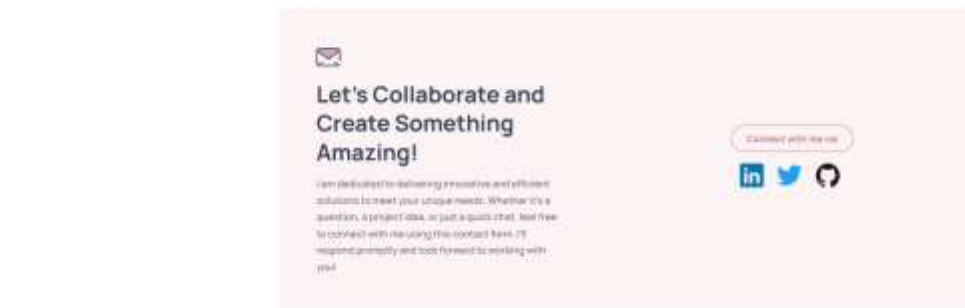 Let's Collaborate and
Create Something
Amazing!
I am dedicated to delivering innovative and efficient
solutions to meet your unique needs. Whether it's a
question, a project idea, or just a quick chat, feel free
to connect with me using this contact form. I'll
respond promptly and look forward to working with
you!
Connect with me on
in